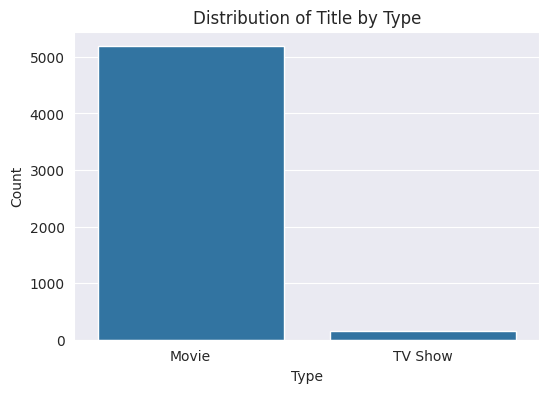 Distribution of Title by Type
5000
4000
3000
2000
1000
0
Count
Movie
TV Show
Type